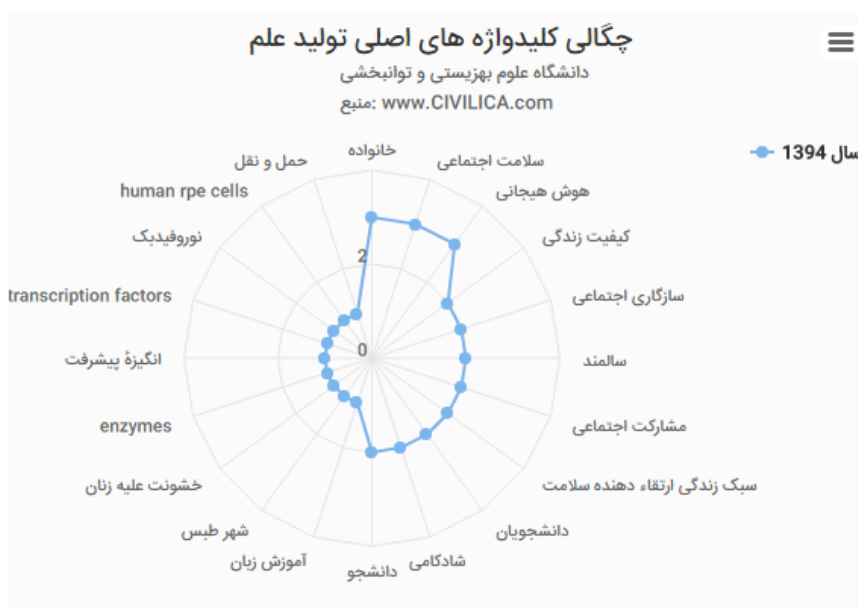 چگالی کلیدواژه های اصلی تولید علم
دانشگاه علوم بهزیستی و توانبخشی
منبع: www.CIVILICA.com
سال 1394
خانواده
سلامت اجتماعی
هوش هیجانی
کیفیت زندگی
سازگاری اجتماعی
سالمند
مشارکت اجتماعی
سبک زندگی ارتقاء دهنده سلامت
دانشجویان
شادکامی
دانشجو
آموزش زبان
شهر طبس
خشونت علیه زنان
enzymes
انگیزۀ پیشرفت
transcription factors
نوروفیدبک
human rpe cells
حمل و نقل
2
0